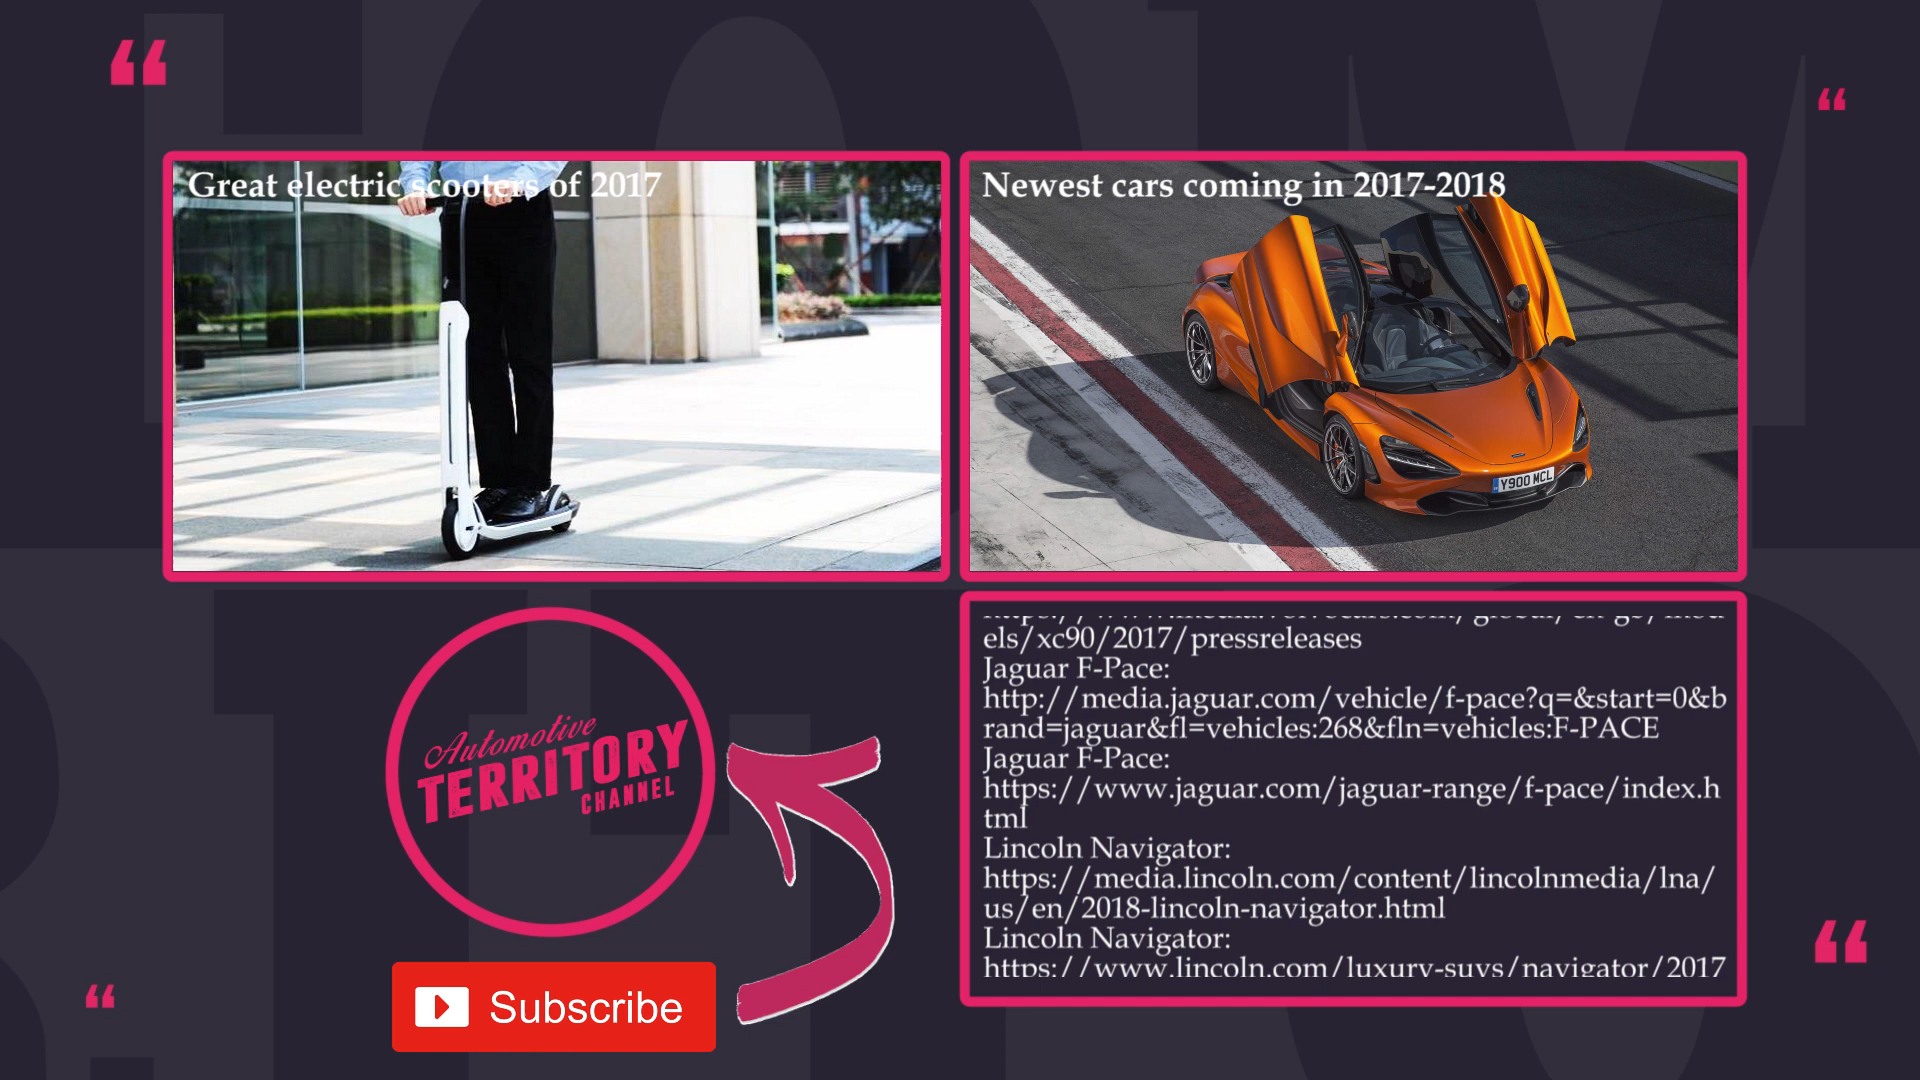 Great electric scooters of 2017
Newest cars coming in 2017-2018
Y900 MCL
els/xc90/2017/pressreleases
Jaguar F-Pace:
http://media.jaguar.com/vehicle/f-pace?q=&start=0&b
rand=jaguar&fl=vehicles:268&fln=vehicles:F-PACE
Jaguar F-Pace:
https://www.jaguar.com/jaguar-range/f-pace/index.h
tml
Lincoln Navigator:
https://media.lincoln.com/content/lincolnmedia/lna/
us/en/2018-lincoln-navigator.html
Lincoln Navigator:
https://www.lincoln.com/luxury-suvs/navigator/2017
Automotive
TERRITORY
CHANNEL
Subscribe